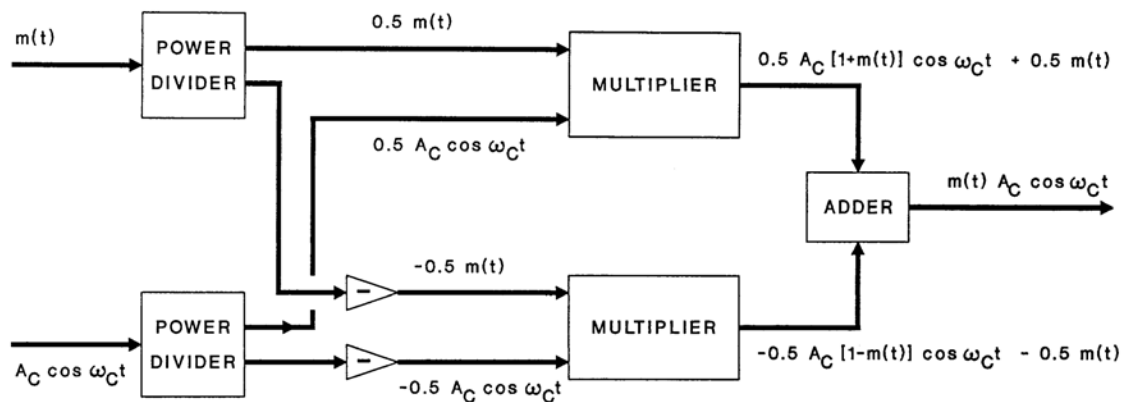 m(t)
POWER
DIVIDER
0.5 m(t)
0.5 A_C cos ω_C t
MULTIPLIER
0.5 A_C [1+m(t)] cos ω_C t + 0.5 m(t)
ADDER
m(t) A_C cos ω_C t
A_C cos ω_C t
POWER
DIVIDER
−
-0.5 m(t)
−
-0.5 A_C cos ω_C t
MULTIPLIER
-0.5 A_C [1-m(t)] cos ω_C t - 0.5 m(t)